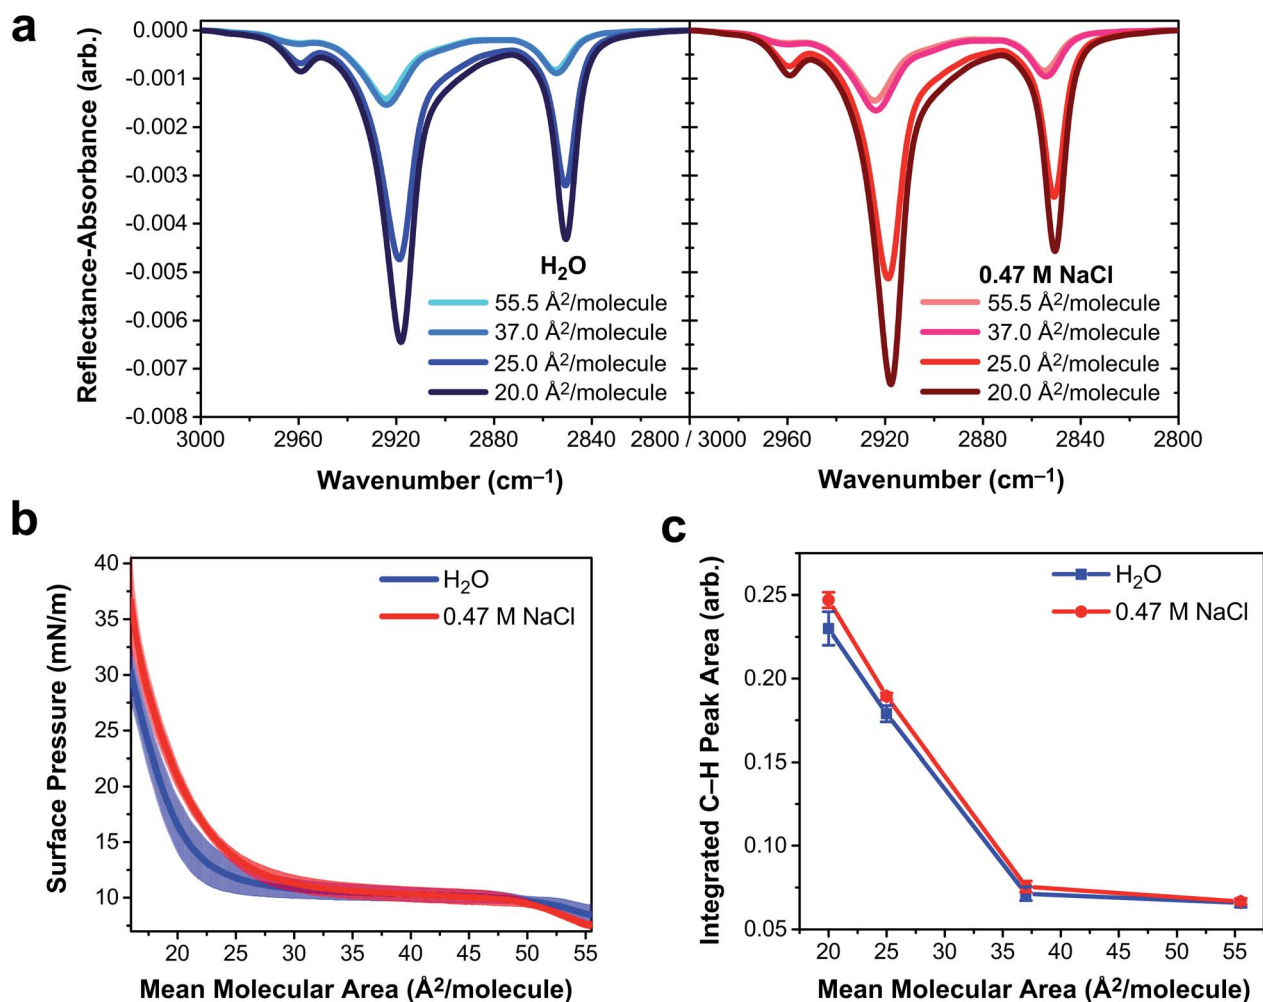 a
0.000
-0.001
-0.002
-0.003
-0.004
-0.005
-0.006
-0.007
-0.008
Reflectance-Absorbance (arb.)
H₂O
55.5 Å²/molecule
37.0 Å²/molecule
25.0 Å²/molecule
20.0 Å²/molecule
0.47 M NaCl
55.5 Å²/molecule
37.0 Å²/molecule
25.0 Å²/molecule
20.0 Å²/molecule
3000 2960 2920 2880 2840 2800 / 3000 2960 2920 2880 2840 2800
Wavenumber (cm⁻¹) Wavenumber (cm⁻¹)
b
40
35
30
25
20
15
10
Surface Pressure (mN/m)
H₂O
0.47 M NaCl
20 25 30 35 40 45 50 55
Mean Molecular Area (Å²/molecule)
c
0.25
0.20
0.15
0.10
0.05
Integrated C–H Peak Area (arb.)
H₂O
0.47 M NaCl
20 25 30 35 40 45 50 55
Mean Molecular Area (Å²/molecule)